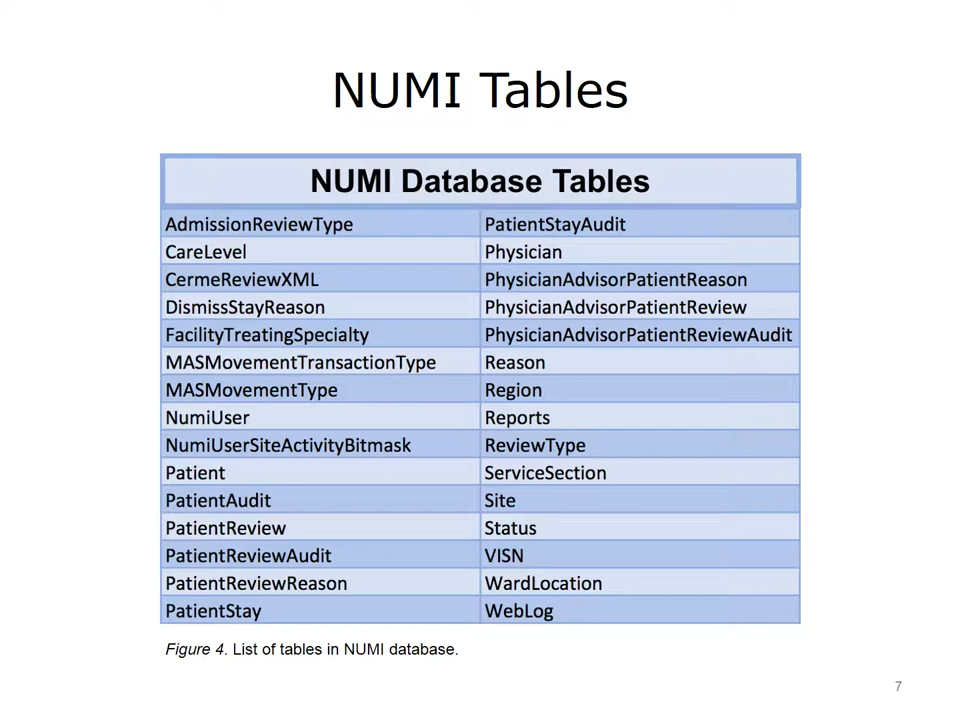 NUMI Tables
NUMI Database Tables
AdmissionReviewType PatientStayAudit
CareLevel Physician
CermeReviewXML PhysicianAdvisorPatientReason
DismissStayReason PhysicianAdvisorPatientReview
FacilityTreatingSpecialty PhysicianAdvisorPatientReviewAudit
MASMovementTransactionType Reason
MASMovementType Region
NumiUser Reports
NumiUserSiteActivityBitmask ReviewType
Patient ServiceSection
PatientAudit Site
PatientReview Status
PatientReviewAudit VISN
PatientReviewReason WardLocation
PatientStay WebLog
Figure 4. List of tables in NUMI database.
7